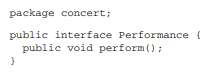 package concert;
public interface Performance {
  public void perform();
}